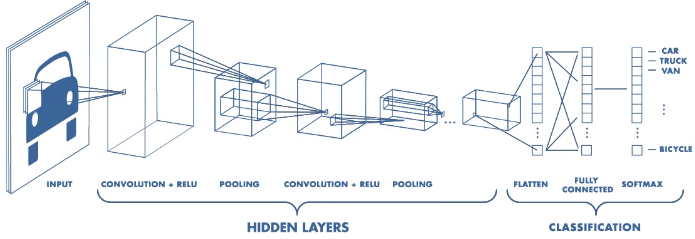 CAR
TRUCK
VAN
BICYCLE
INPUT
CONVOLUTION + RELU
POOLING
CONVOLUTION + RELU
POOLING
FLATTEN
FULLY
CONNECTED
SOFTMAX
HIDDEN LAYERS
CLASSIFICATION